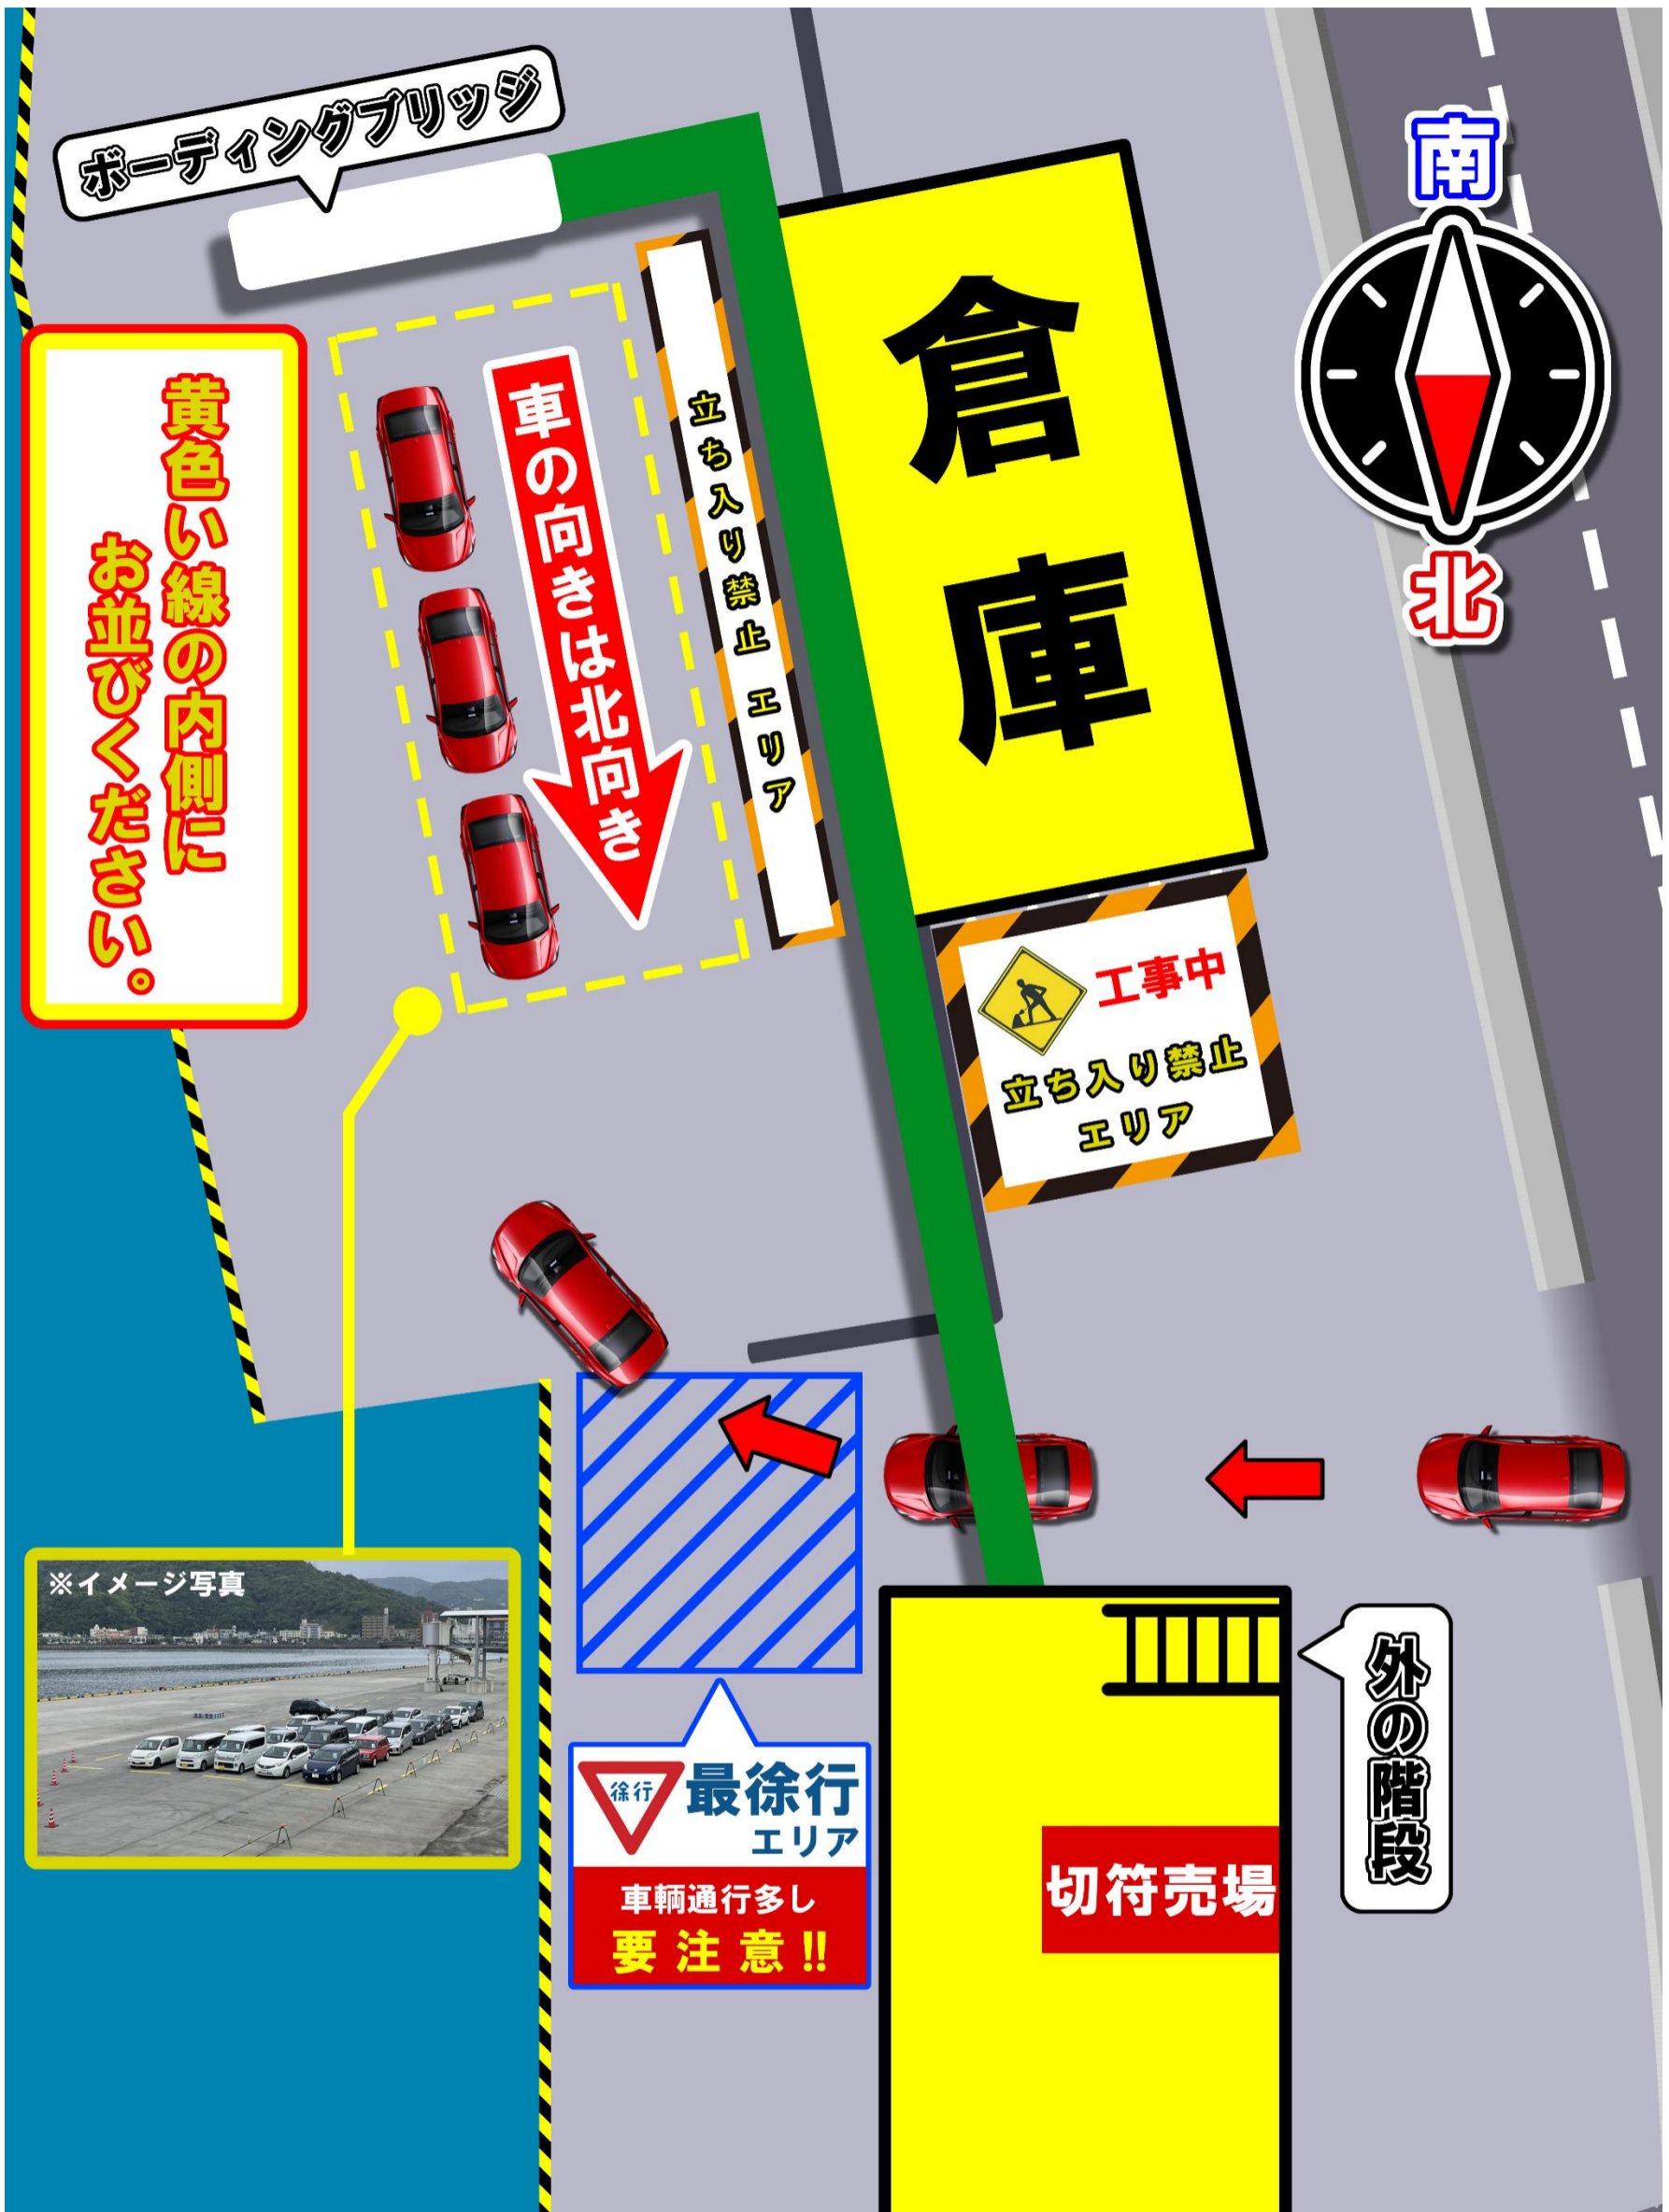 ボーディングブリッジ
南
北
倉庫
立ち入り禁止 エリア
車の向きは北向き
黄色い線の内側に
お並びください。
工事中
立ち入り禁止
エリア
※イメージ写真
徐行
最徐行
エリア
車輌通行多し
要注意!!
外の階段
切符売場